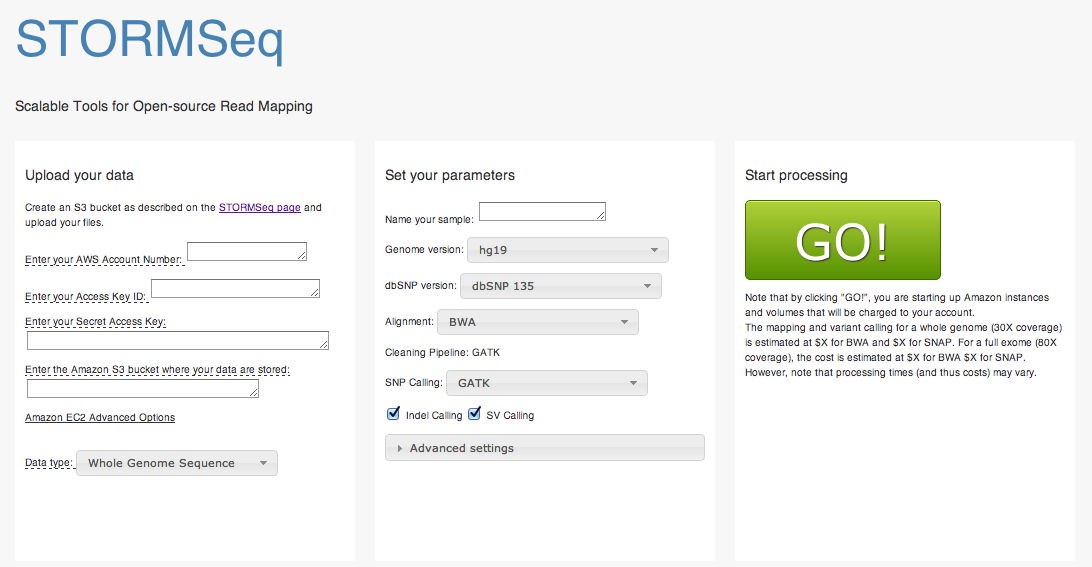 STORMSeq
Scalable Tools for Open-source Read Mapping
Upload your data
Create an S3 bucket as described on the STORMSeq page and
upload your files.
Enter your AWS Account Number:
Enter your Access Key ID:
Enter your Secret Access Key:
Enter the Amazon S3 bucket where your data are stored:
Amazon EC2 Advanced Options
Data type: Whole Genome Sequence
Set your parameters
Name your sample:
Genome version: hg19
dbSNP version: dbSNP 135
Alignment: BWA
Cleaning Pipeline: GATK
SNP Calling: GATK
Indel Calling SV Calling
Advanced settings
Start processing
GO!
Note that by clicking "GO!", you are starting up Amazon instances
and volumes that will be charged to your account.
The mapping and variant calling for a whole genome (30X coverage)
is estimated at $X for BWA and $X for SNAP. For a full exome (80X
coverage), the cost is estimated at $X for BWA $X for SNAP.
However, note that processing times (and thus costs) may vary.